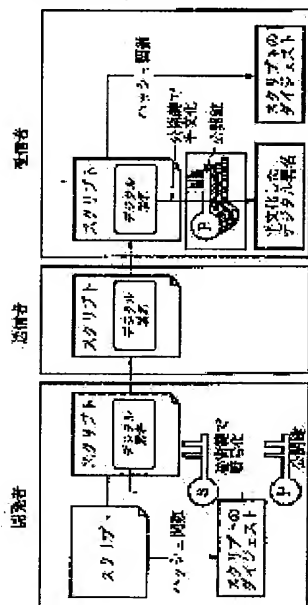 開発者
スクリプト
ハッシュ関数
スクリプトの
ダイジェスト
スクリプト
デジタル
署名
S
秘密鍵で
暗号化
P
公開鍵
送信者
スクリプト
デジタル
署名
受信者
スクリプト
デジタル
署名
ハッシュ関数
公開鍵で
平文化
P
公開鍵
平文化した
デジタル署名
スクリプトの
ダイジェスト